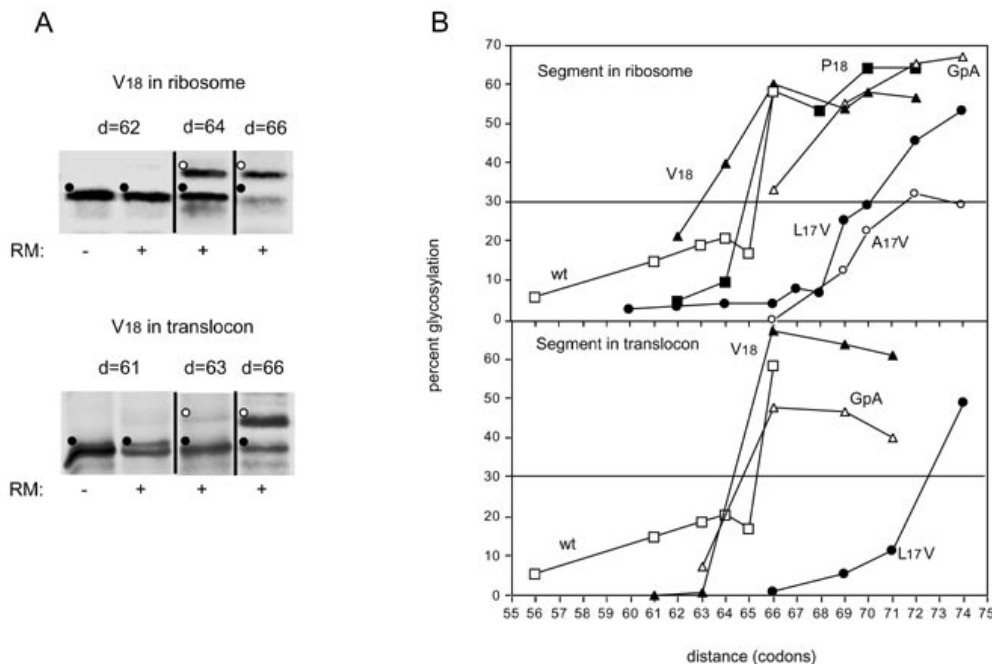 A
V18 in ribosome
d=62 d=64 d=66
RM: - + + +
V18 in translocon
d=61 d=63 d=66
RM: - + + +
B
percent glycosylation
70
60
50
40
30
20
10
0
Segment in ribosome
P18
GpA
V18
L17V
A17V
wt
60
50
40
30
20
10
0
Segment in translocon
V18
GpA
wt
L17V
55 56 57 58 59 60 61 62 63 64 65 66 67 68 69 70 71 72 73 74 75
distance (codons)